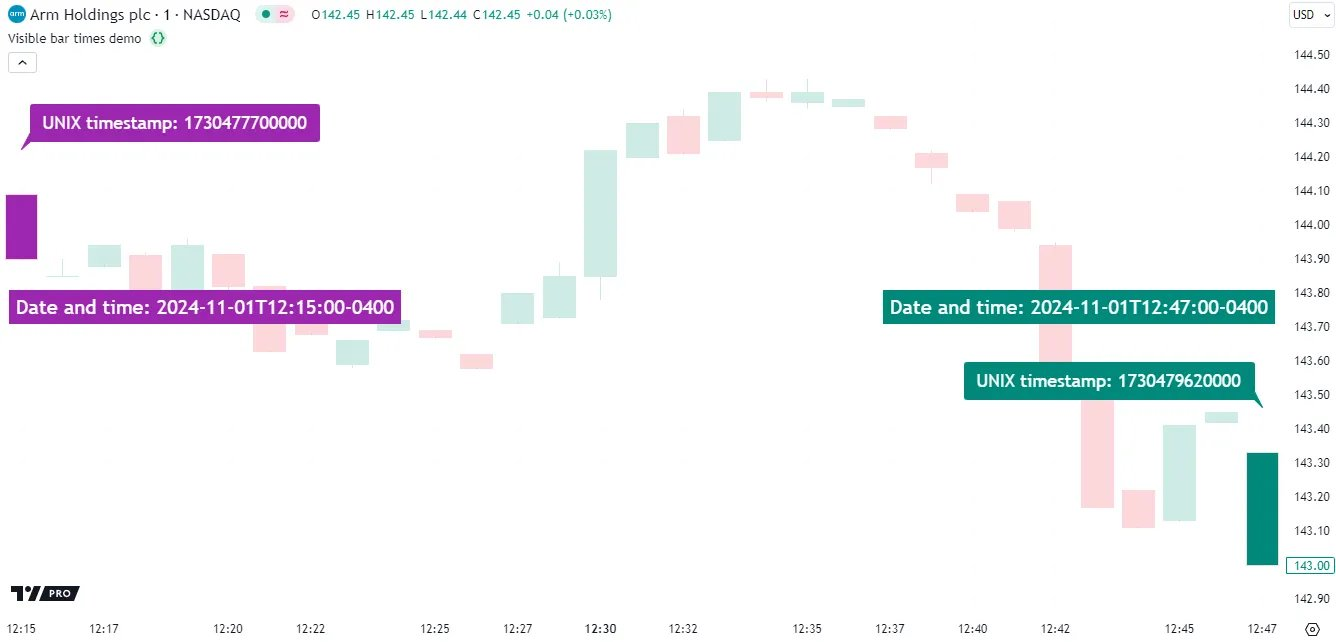 arm Arm Holdings plc · 1 · NASDAQ ≈ O142.45 H142.45 L142.44 C142.45 +0.04 (+0.03%) USD
Visible bar times demo {}
144.50
144.40
UNIX timestamp: 1730477700000
144.30
144.20
144.10
144.00
143.90
143.80
Date and time: 2024-11-01T12:15:00-0400
Date and time: 2024-11-01T12:47:00-0400
143.70
143.60
UNIX timestamp: 1730479620000
143.50
143.40
143.30
143.20
143.10
143.00
PRO
142.90
12:15 12:17 12:20 12:22 12:25 12:27 12:30 12:32 12:35 12:37 12:40 12:42 12:45 12:47